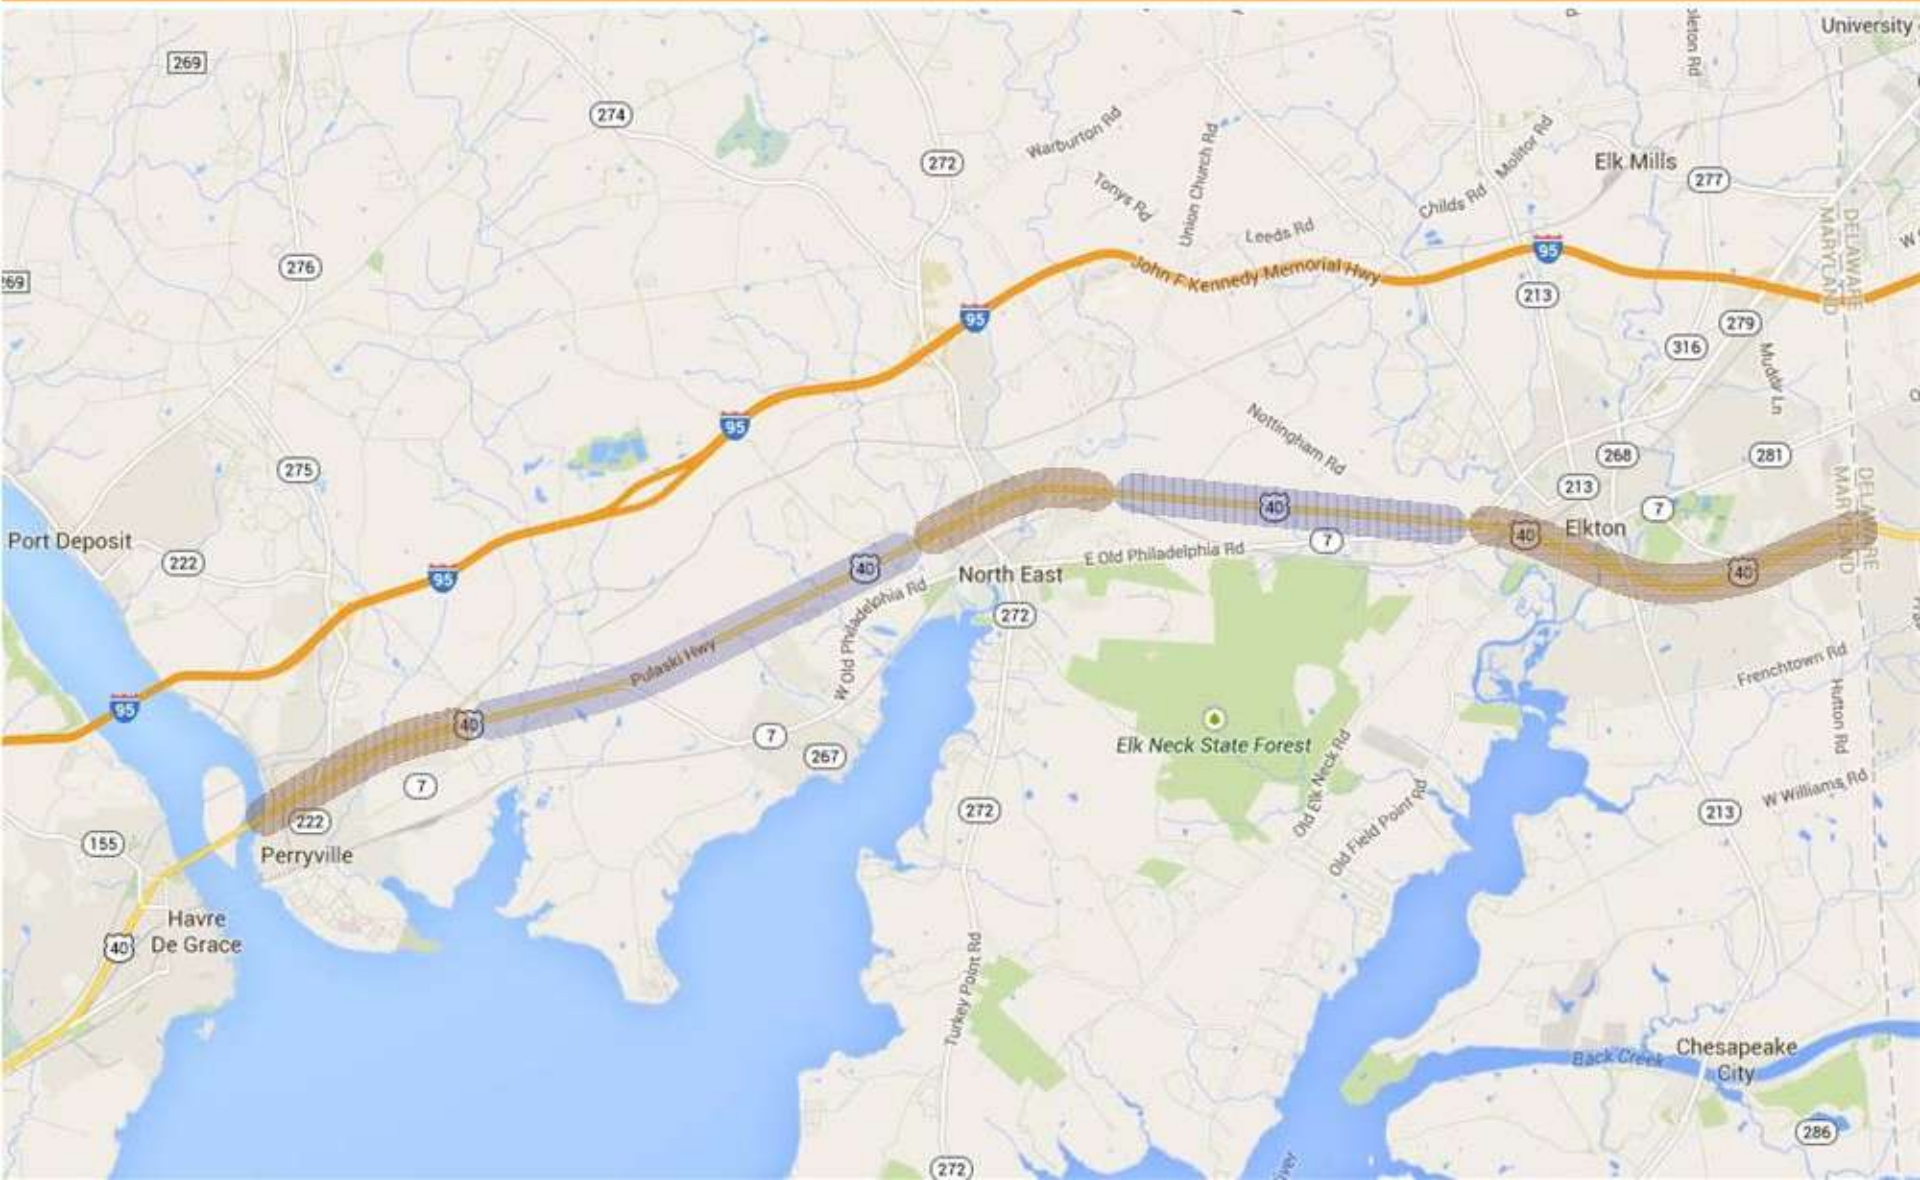 University
269
274
272
Warburton Rd
Union Church Rd
Tonys Rd
Molitor Rd
Childs Rd
Elk Mills
277
Leeds Rd
DELAWARE
MARYLAND
276
269
95
John F Kennedy Memorial Hwy
95
213
279
316
Muddy Ln
95
Nottingham Rd
275
268
281
213
7
Port Deposit
222
95
40
40
Elkton
40
7
E Old Philadelphia Rd
North East
40
DELAWARE
MARYLAND
W Old Philadelphia Rd
272
Pulaski Hwy
Frenchtown Rd
Hutton Rd
95
40
7
267
7
Elk Neck State Forest
Old Elk Neck Rd
Old Field Point Rd
W Williams Rd
272
213
222
155
Perryville
Havre
De Grace
40
Turkey Point Rd
Back Creek
Chesapeake
City
286
272